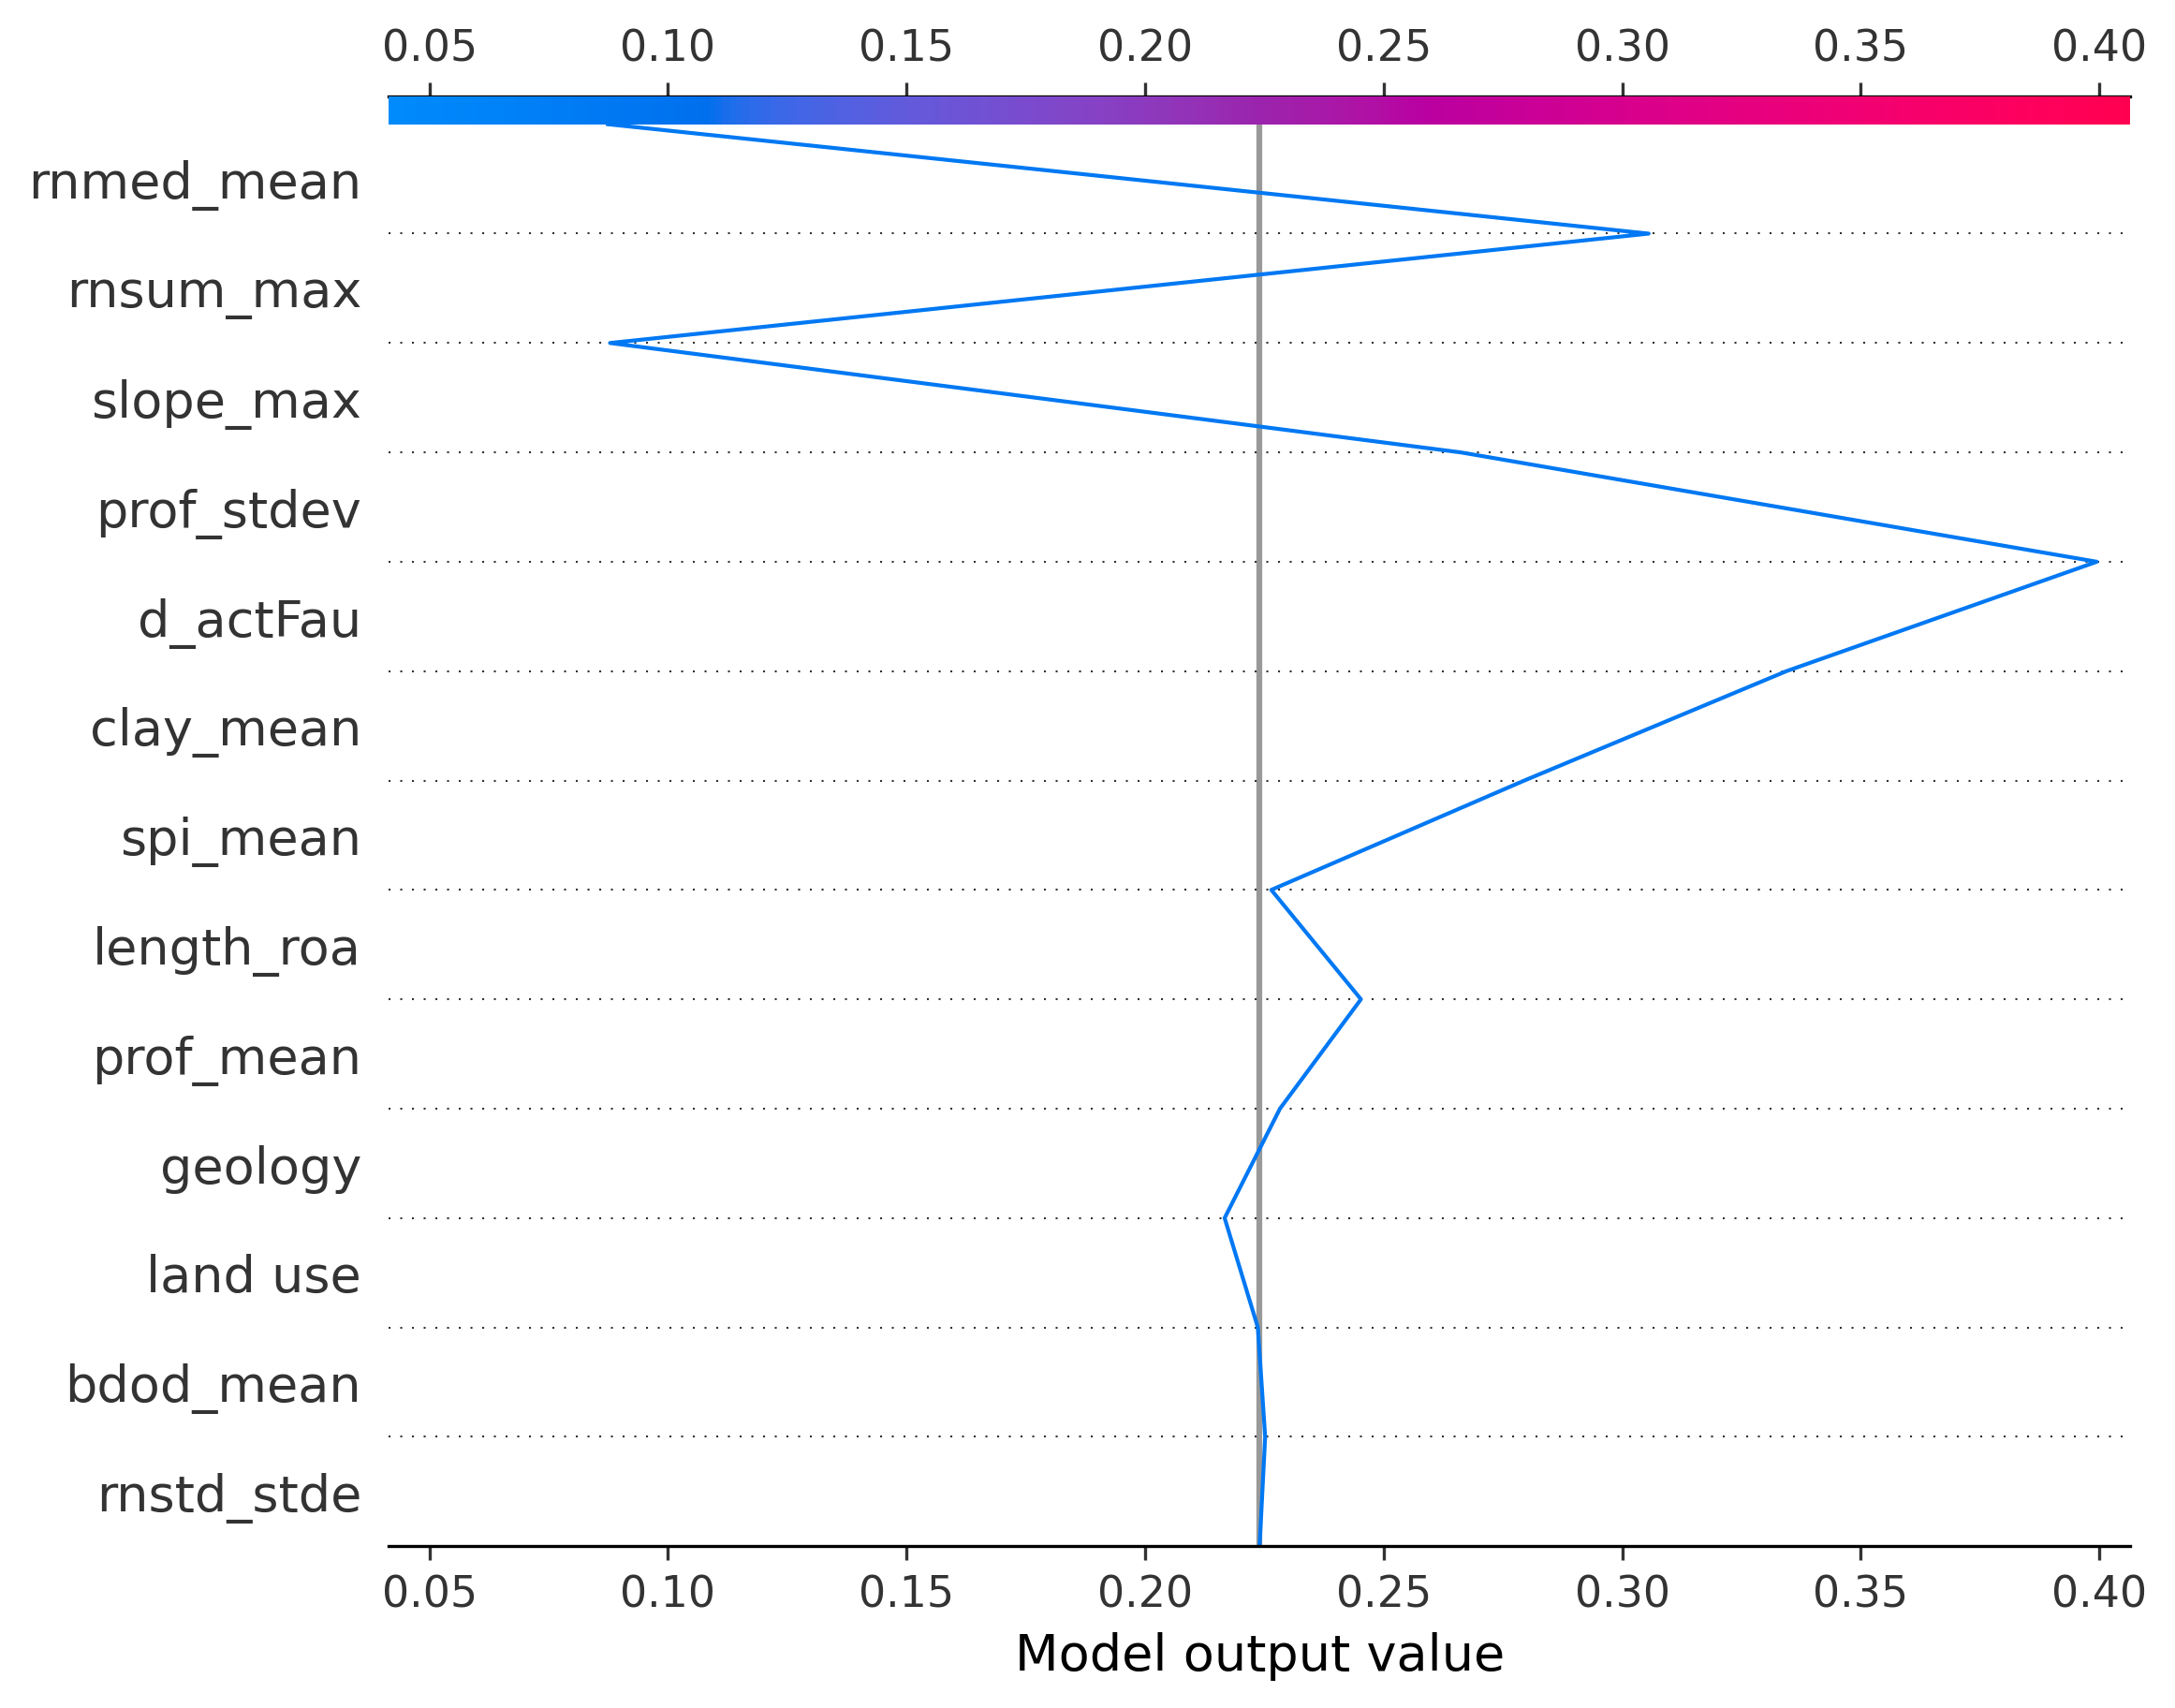 0.05 0.10 0.15 0.20 0.25 0.30 0.35 0.40
rnmed_mean
rnsum_max
slope_max
prof_stdev
d_actFau
clay_mean
spi_mean
length_roa
prof_mean
geology
land use
bdod_mean
rnstd_stde
0.05 0.10 0.15 0.20 0.25 0.30 0.35 0.40
Model output value